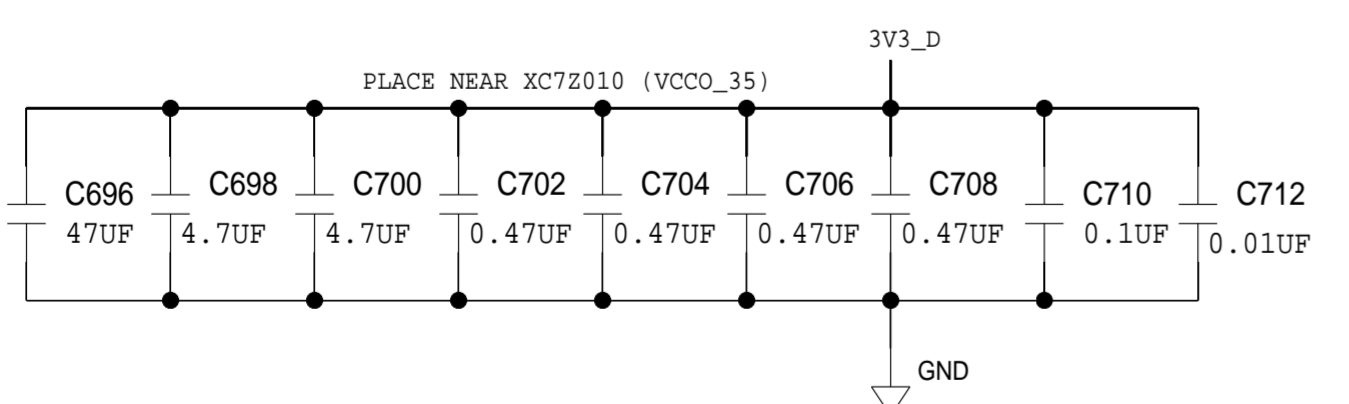 3V3_D
PLACE NEAR XC7Z010 (VCCO_35)
C696
47UF
C698
4.7UF
C700
4.7UF
C702
0.47UF
C704
0.47UF
C706
0.47UF
C708
0.47UF
C710
0.1UF
C712
0.01UF
GND